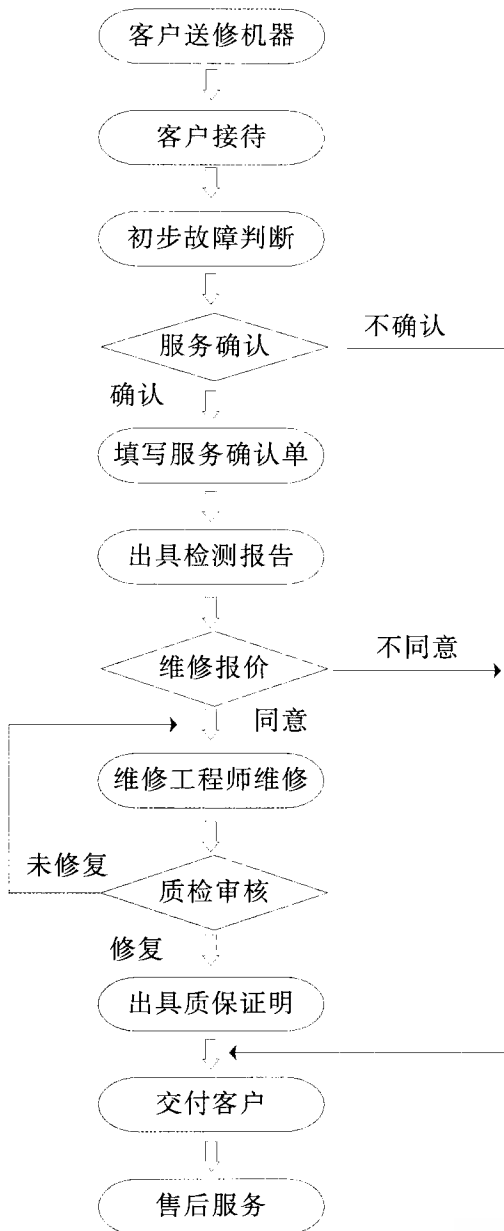 客户送修机器
客户接待
初步故障判断
服务确认
不确认
确认
填写服务确认单
出具检测报告
维修报价
不同意
同意
维修工程师维修
未修复
质检审核
修复
出具质保证明
交付客户
售后服务